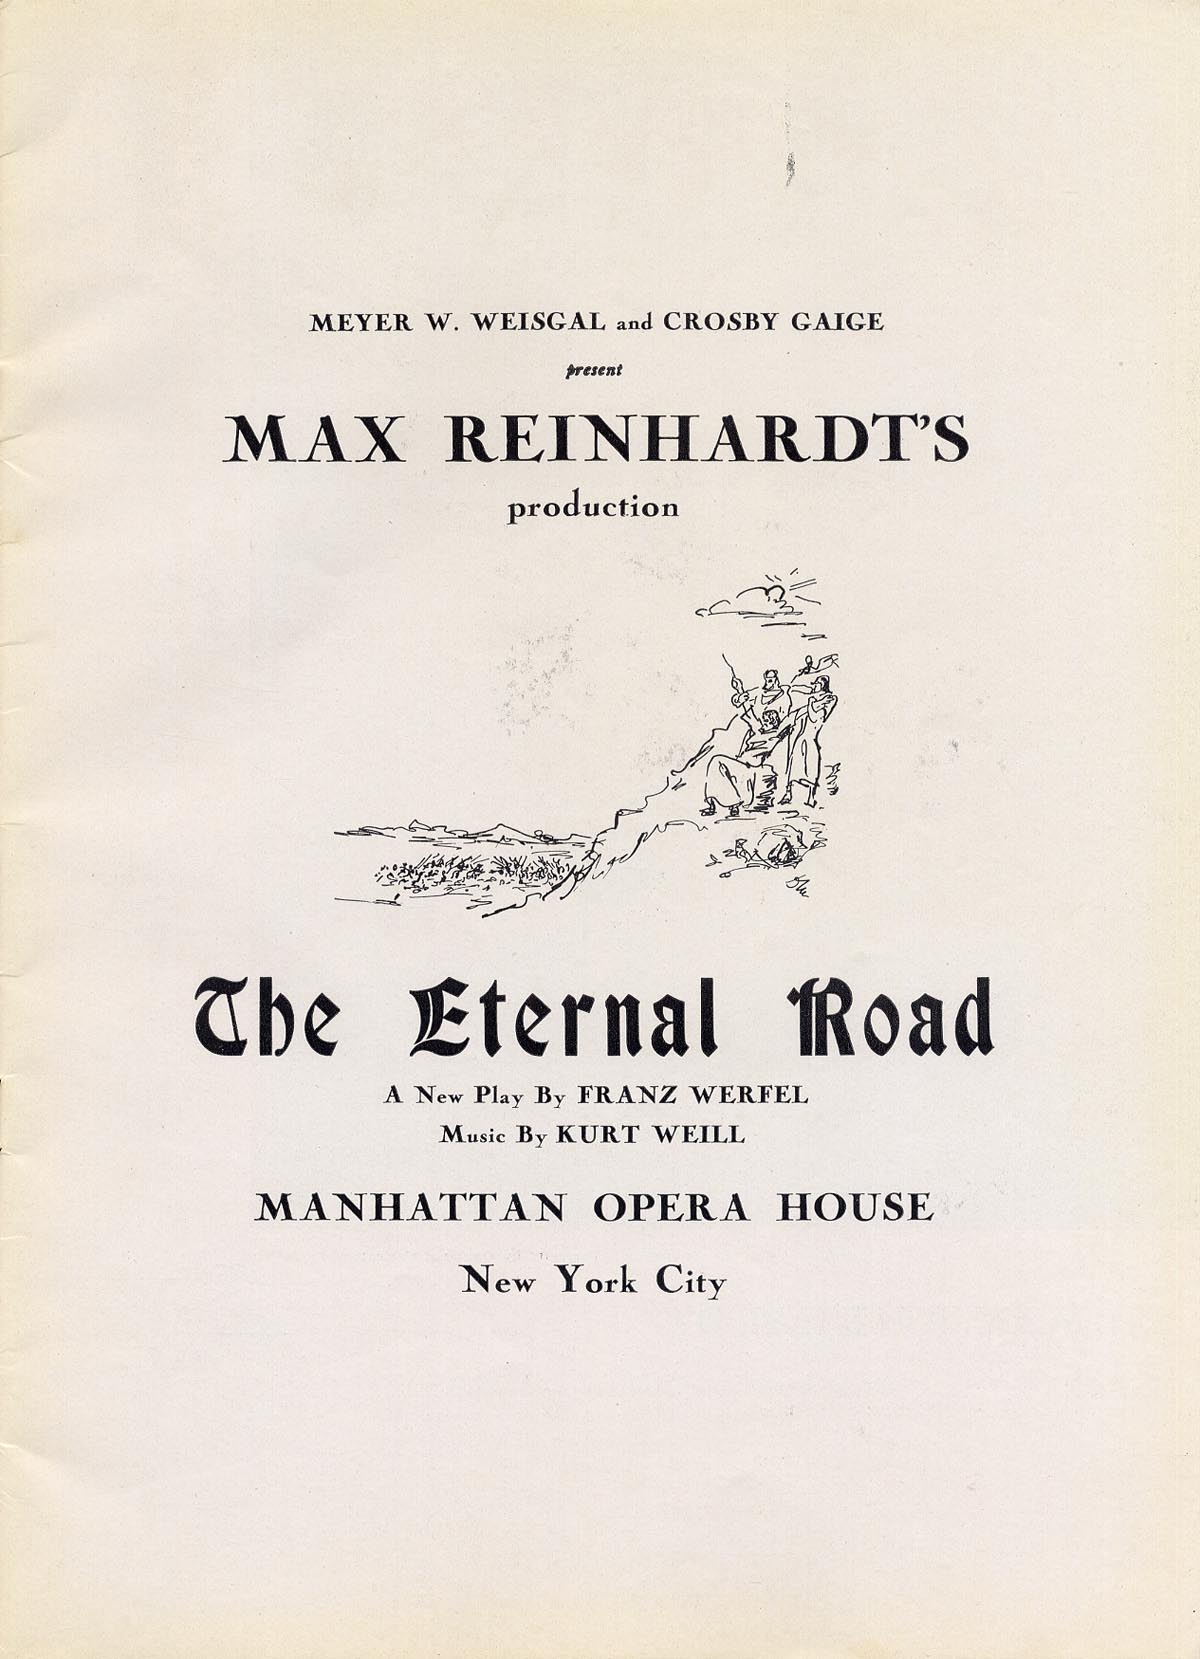 MEYER W. WEISGAL and CROSBY GAIGE
present
MAX REINHARDT'S
production
The Eternal Road
A New Play By FRANZ WERFEL
Music By KURT WEILL
MANHATTAN OPERA HOUSE
New York City